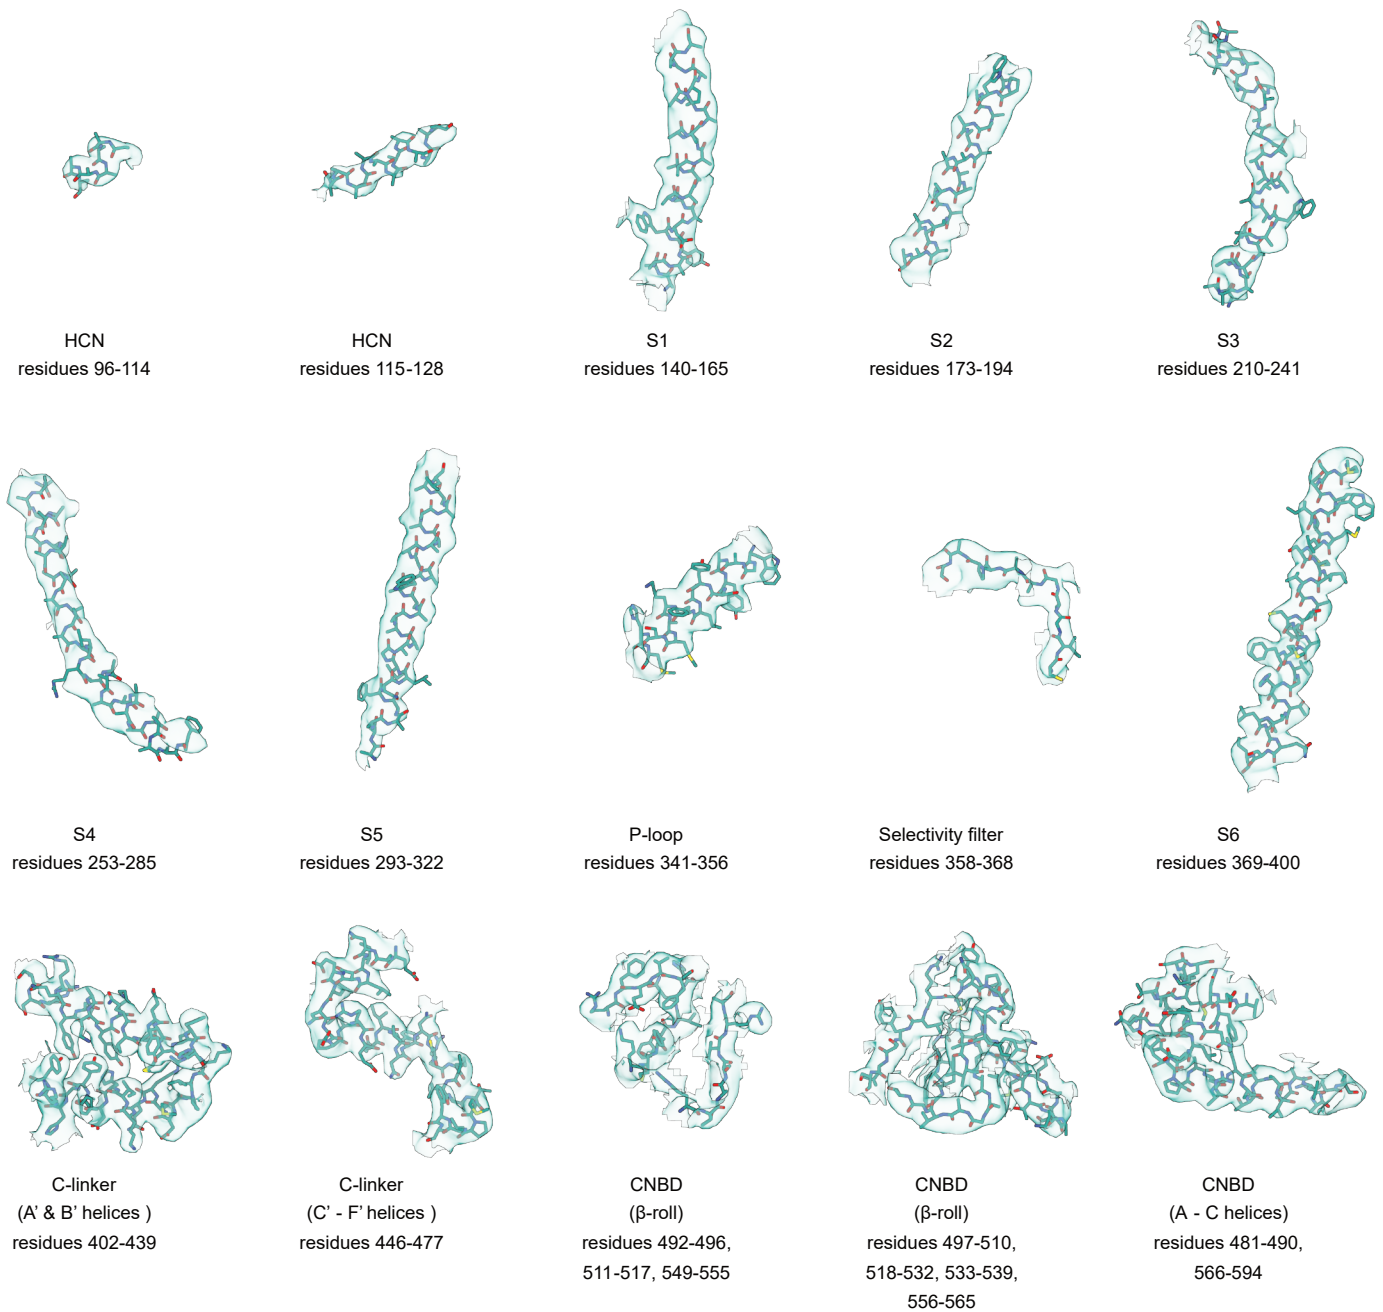 HCN
residues 96-114
HCN
residues 115-128
S1
residues 140-165
S2
residues 173-194
S3
residues 210-241
S4
residues 253-285
S5
residues 293-322
P-loop
residues 341-356
Selectivity filter
residues 358-368
S6
residues 369-400
C-linker
(A’ & B’ helices )
residues 402-439
C-linker
(C’ - F’ helices )
residues 446-477
CNBD
(β-roll)
residues 492-496,
511-517, 549-555
CNBD
(β-roll)
residues 497-510,
518-532, 533-539,
556-565
CNBD
(A - C helices)
residues 481-490,
566-594